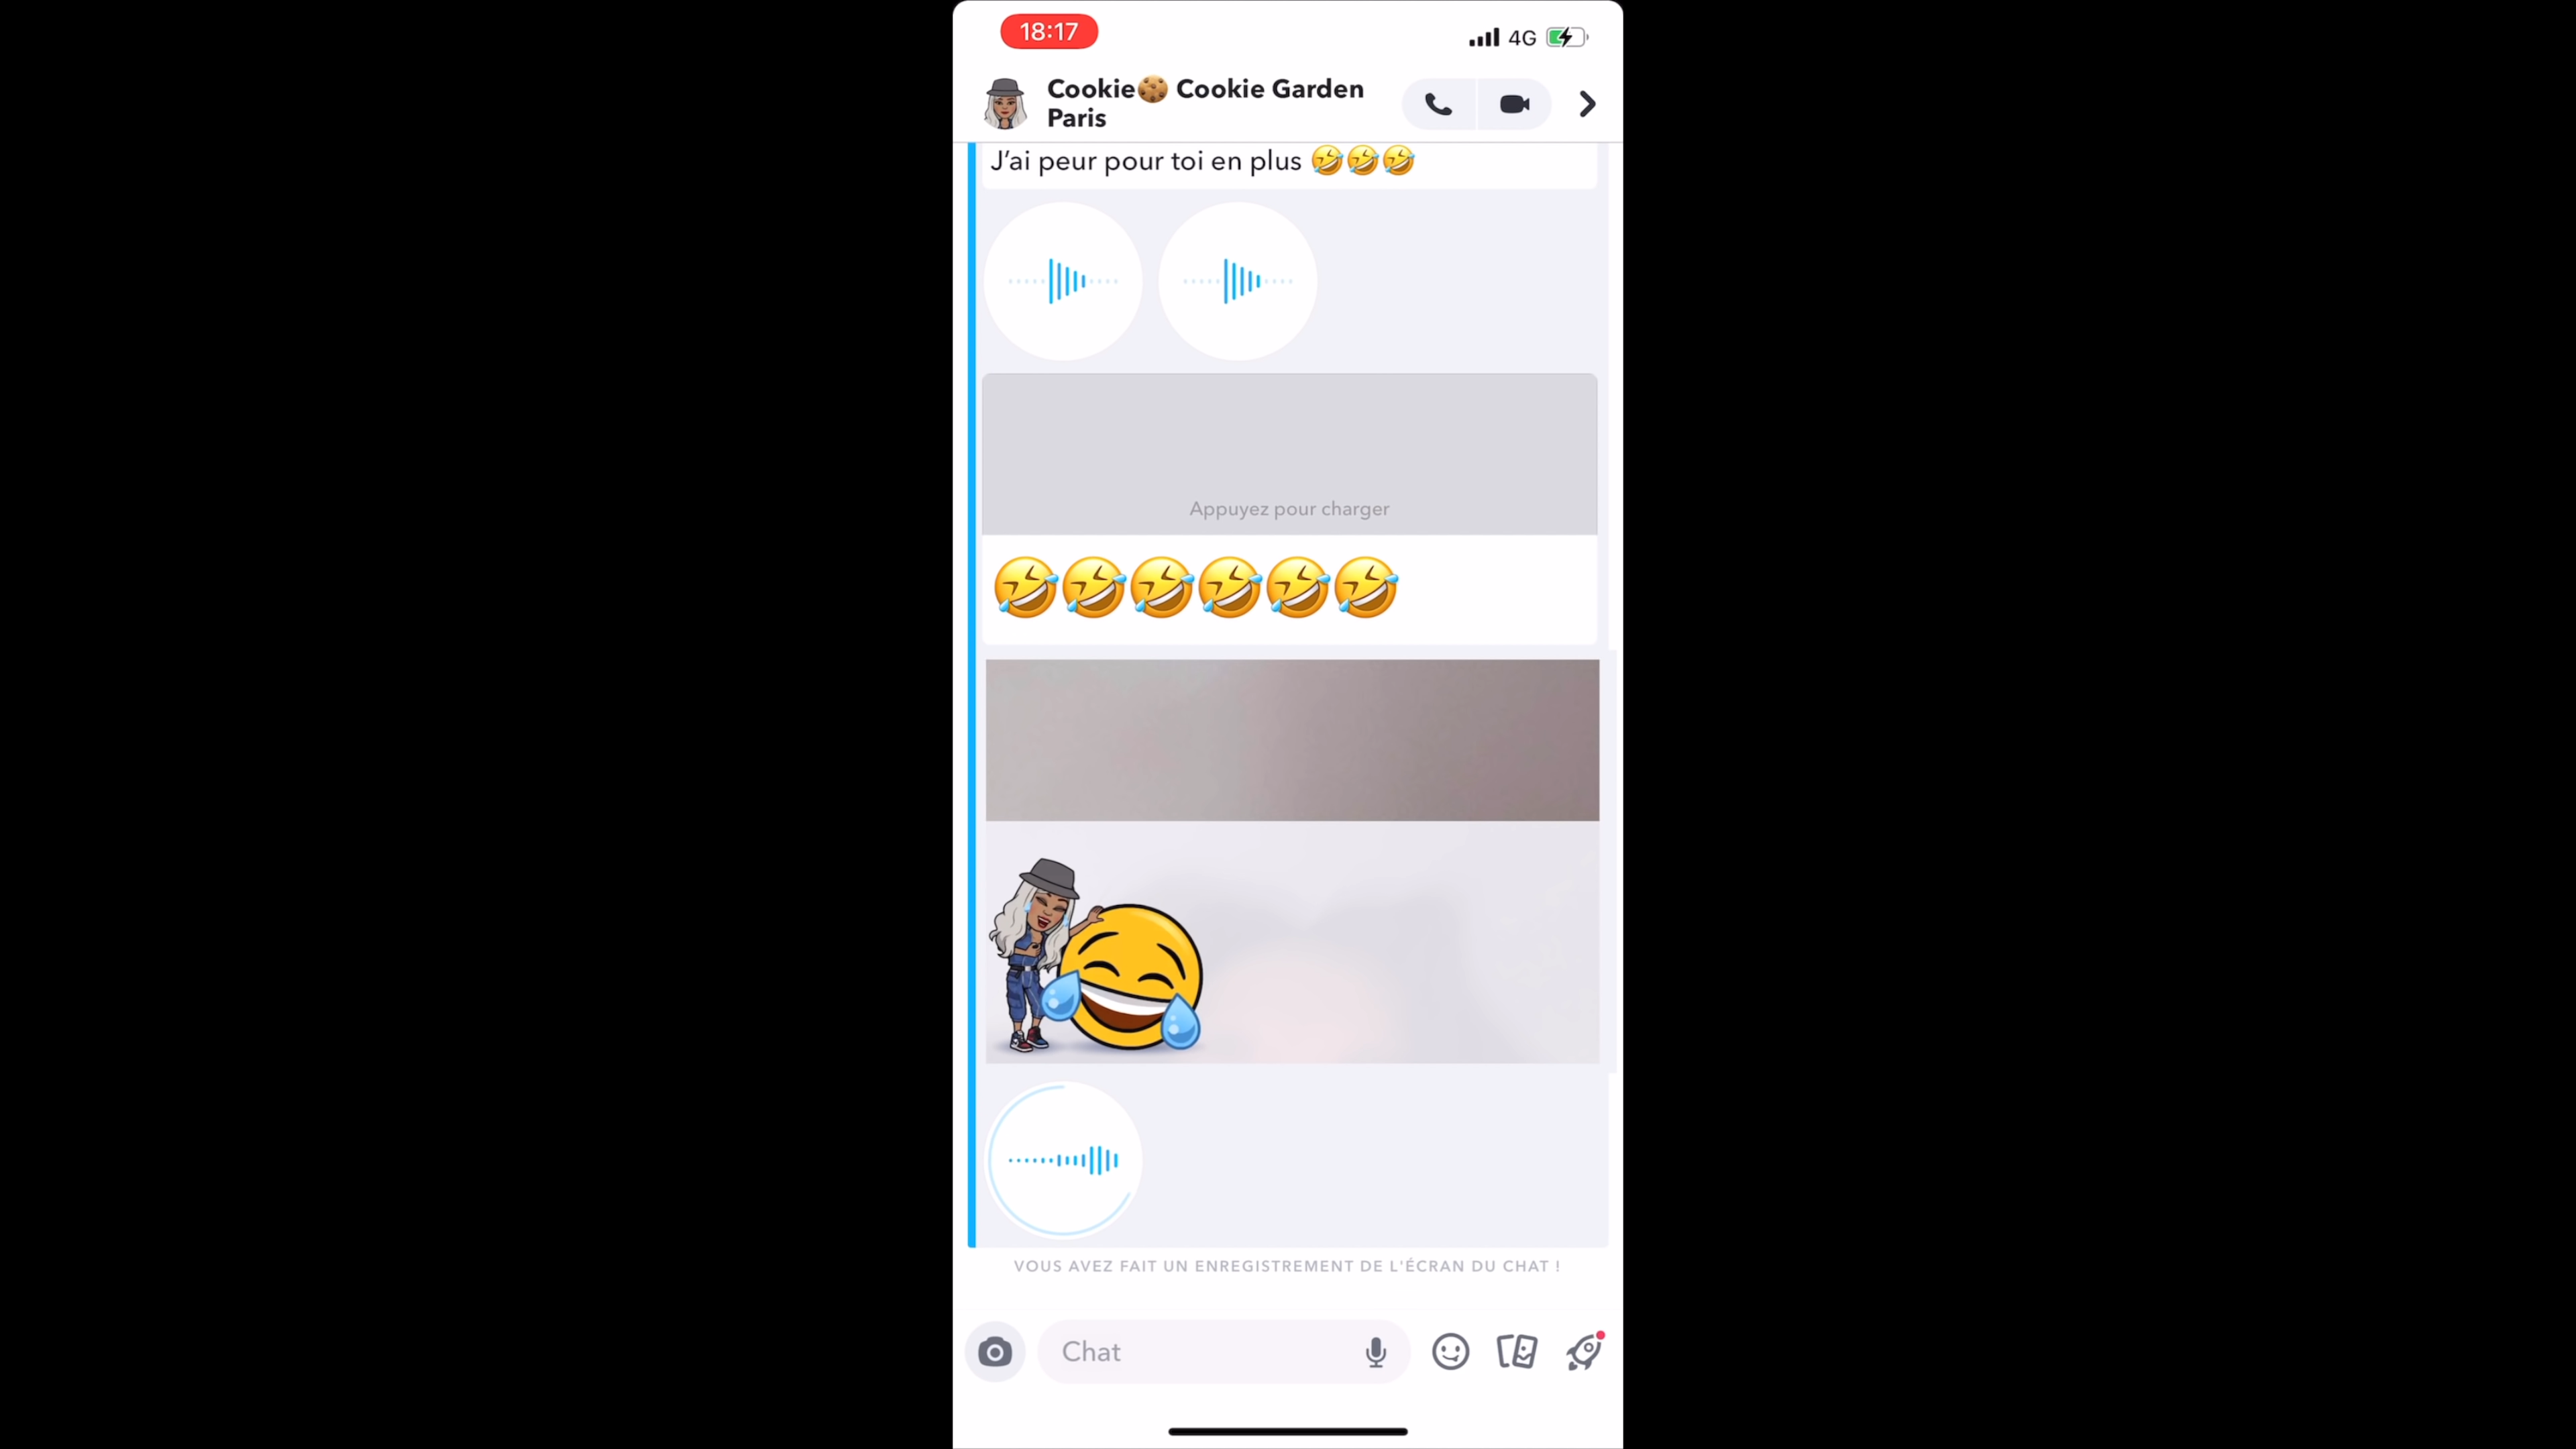 18:17
4G
Cookie🍪 Cookie Garden
Paris
J'ai peur pour toi en plus 🤣🤣🤣
Appuyez pour charger
🤣🤣🤣🤣🤣🤣
VOUS AVEZ FAIT UN ENREGISTREMENT DE L'ÉCRAN DU CHAT !
Chat